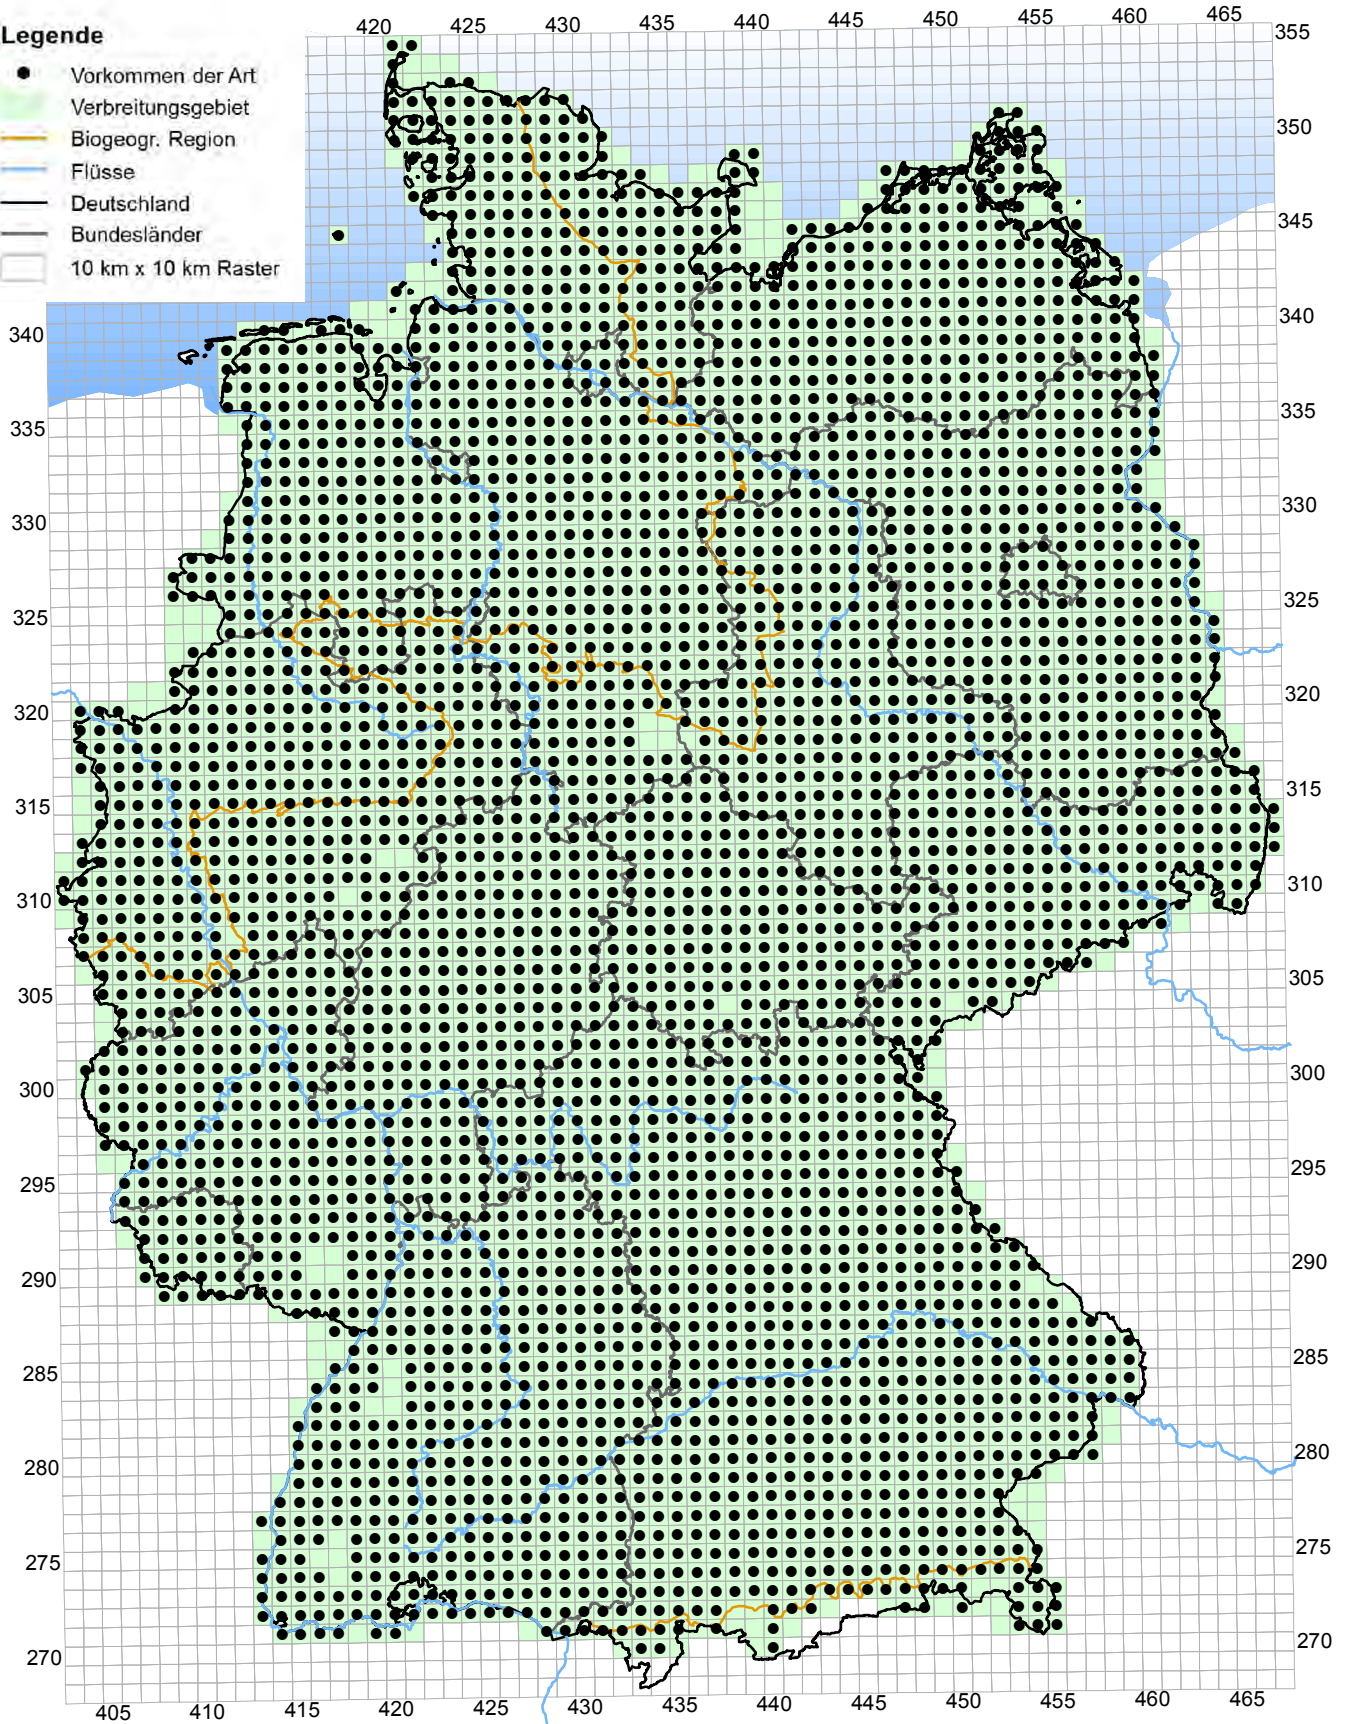 420 425 430 435 440 445 450 455 460 465
Legende
Vorkommen der Art
Verbreitungsgebiet
Biogeogr. Region
Flüsse
Deutschland
Bundesländer
10 km x 10 km Raster
355
350
345
340 340
335 335
330 330
325 325
320 320
315 315
310 310
305 305
300 300
295 295
290 290
285 285
280 280
275 275
270 270
405 410 415 420 425 430 435 440 445 450 455 460 465